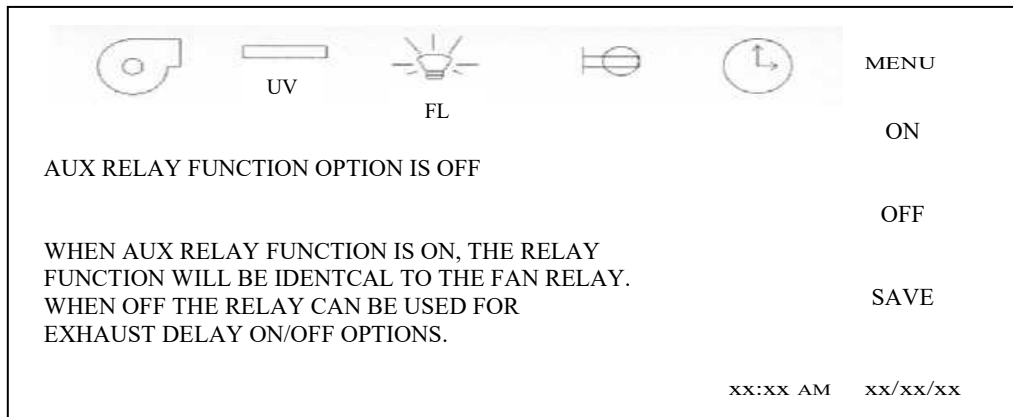 UV
FL
MENU
ON
AUX RELAY FUNCTION OPTION IS OFF
OFF
WHEN AUX RELAY FUNCTION IS ON, THE RELAY
FUNCTION WILL BE IDENTCAL TO THE FAN RELAY.
WHEN OFF THE RELAY CAN BE USED FOR
EXHAUST DELAY ON/OFF OPTIONS.
SAVE
xx:xx AM xx/xx/xx